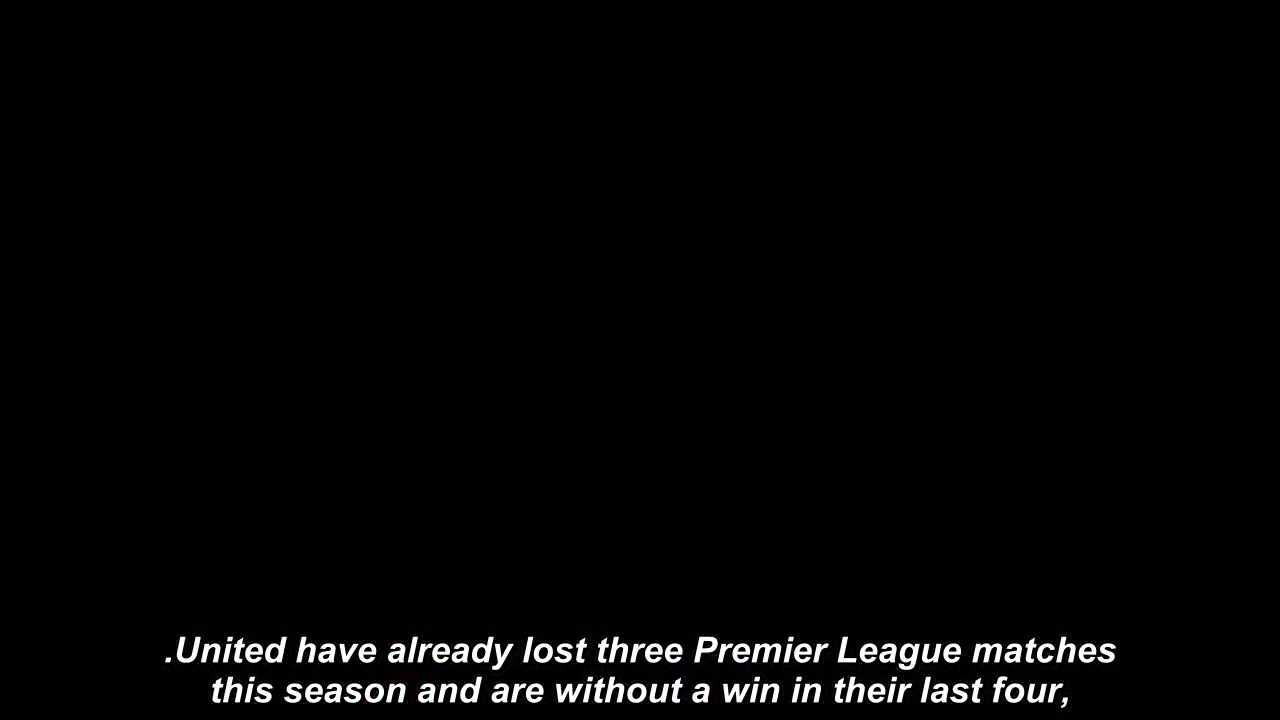 .United have already lost three Premier League matches
this season and are without a win in their last four,